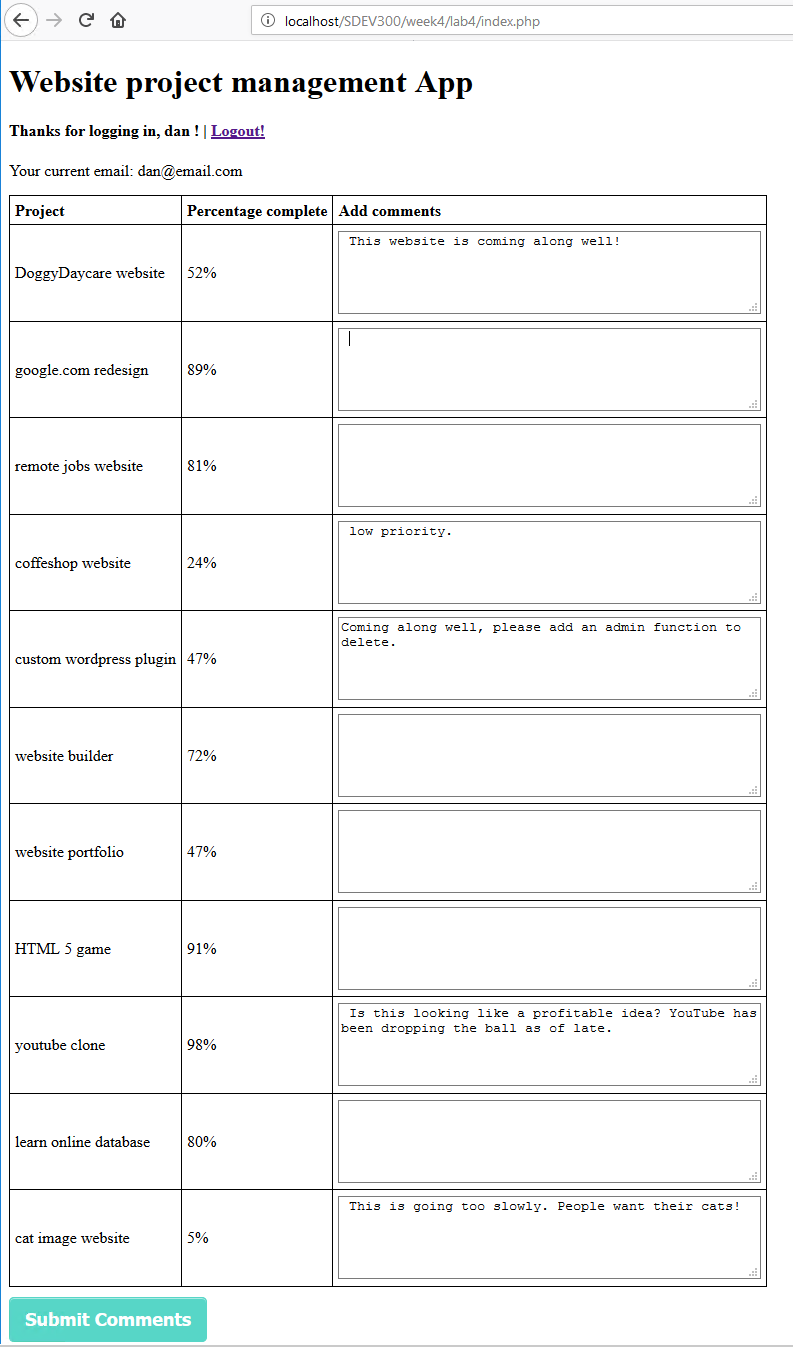 localhost/SDEV300/week4/lab4/index.php
Website project management App
Thanks for logging in, dan ! | Logout!
Your current email: dan@email.com
Project Percentage complete Add comments
DoggyDaycare website 52% This website is coming along well!
google.com redesign 89%
remote jobs website 81%
coffeshop website 24% low priority.
custom wordpress plugin 47% Coming along well, please add an admin function to
delete.
website builder 72%
website portfolio 47%
HTML 5 game 91%
youtube clone 98% Is this looking like a profitable idea? YouTube has
been dropping the ball as of late.
learn online database 80%
cat image website 5% This is going too slowly. People want their cats!
Submit Comments